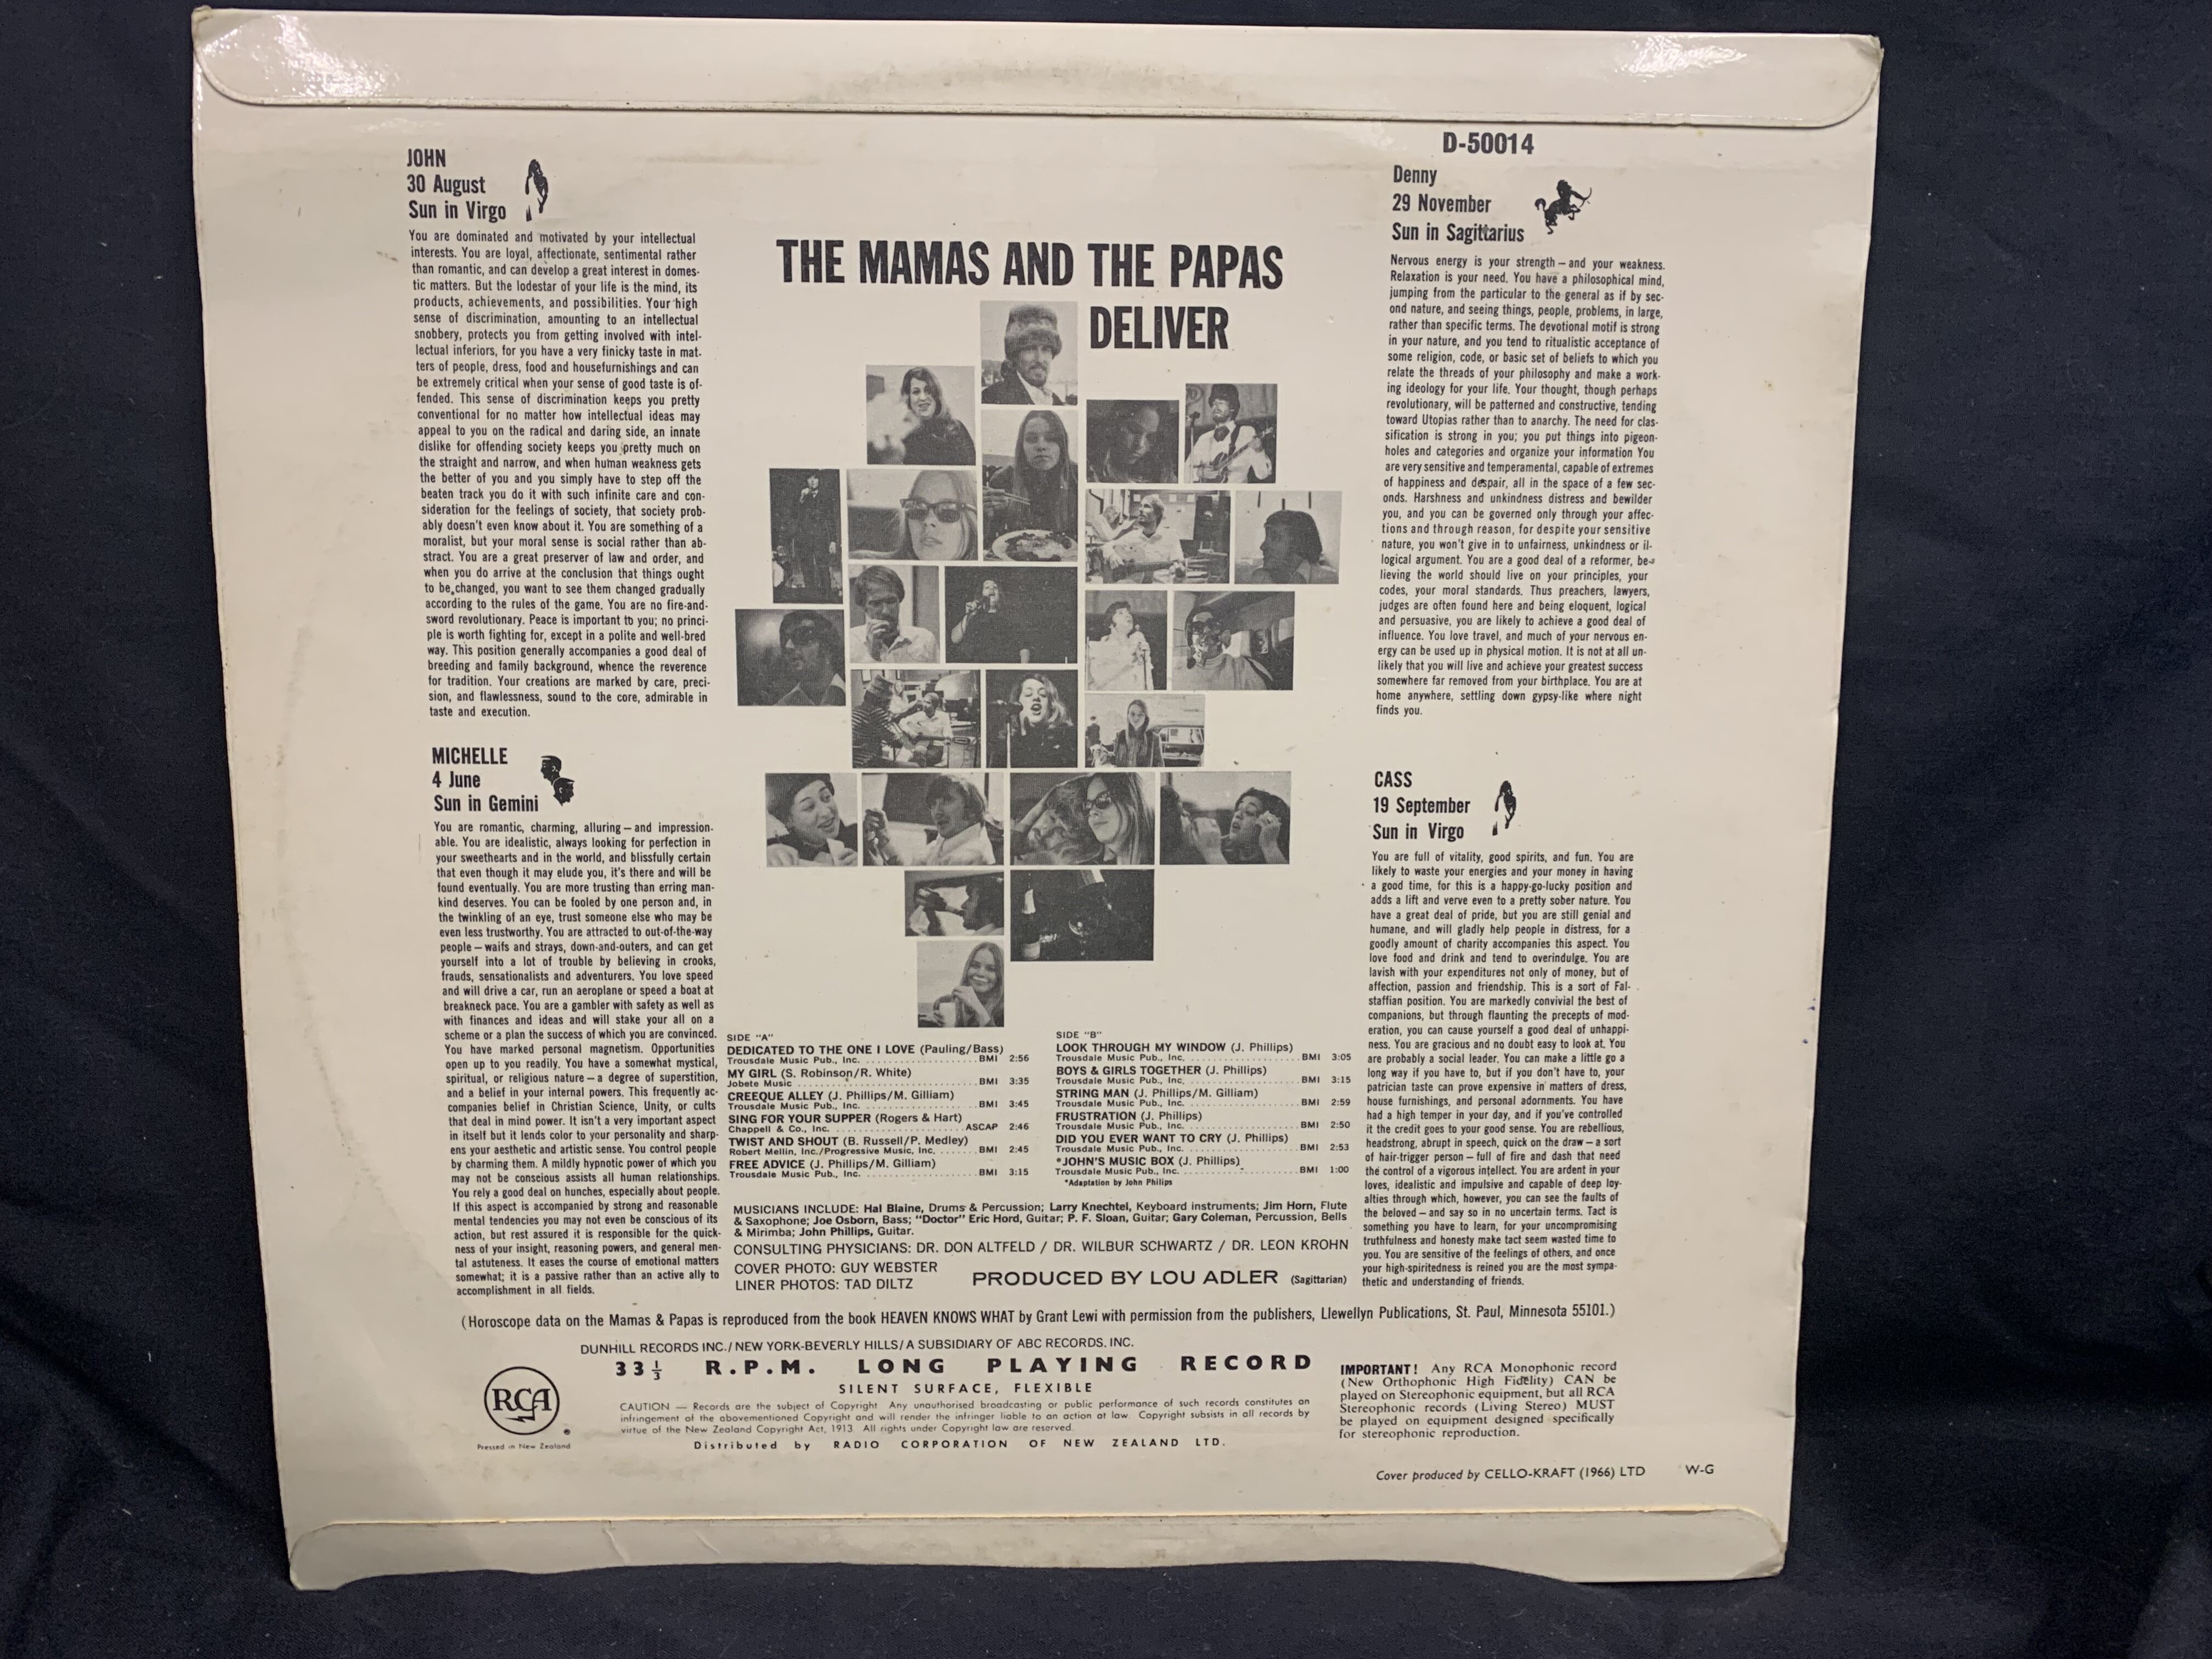 D-50014
JOHN
30 August
Sun in Virgo
You are dominated and motivated by your intellectual
interests. You are loyal, affectionate, sentimental rather
than romantic, and can develop a great interest in domes-
tic matters. But the lodestar of your life is the mind, its
products, achievements, and possibilities. Your high
sense of discrimination, amounting to an intellectual
snobbery, protects you from getting involved with intel-
lectual inferiors, for you have a very finicky taste in mat-
ters of people, dress, food and housefurnishings and can
be extremely critical when your sense of good taste is of-
fended. This sense of discrimination keeps you pretty
conventional for no matter how intellectual ideas may
appeal to you on the radical and daring side, an innate
dislike for offending society keeps you pretty much on
the straight and narrow, and when human weakness gets
the better of you and you simply have to step off the
beaten track you do it with such infinite care and con-
sideration for the feelings of society, that society prob-
ably doesn't even know about it. You are something of a
moralist, but your moral sense is social rather than ab-
stract. You are a great preserver of law and order, and
when you do arrive at the conclusion that things ought
to be changed, you want to see them changed gradually
according to the rules of the game. You are no fire-and-
sword revolutionary. Peace is important to you; no princi-
ple is worth fighting for, except in a polite and well-bred
way. This position generally accompanies a good deal of
breeding and family background, whence the reverence
for tradition. Your creations are marked by care, preci-
sion, and flawlessness, sound to the core, admirable in
taste and execution.
MICHELLE
4 June
Sun in Gemini
You are romantic, charming, alluring — and impression-
able. You are idealistic, always looking for perfection in
your sweethearts and in the world, and blissfully certain
that even though it may elude you, it's there and will be
found eventually. You are more trusting than erring man-
kind deserves. You can be fooled by one person and, in
the twinkling of an eye, trust someone else who may be
even less trustworthy. You are attracted to out-of-the-way
people — waifs and strays, down-and-outers, and can get
yourself into a lot of trouble by believing in crooks,
frauds, sensationalists and adventurers. You love speed
and will drive a car, run an aeroplane or speed a boat at
breakneck pace. You are a gambler with safety as well as
with finances and ideas and will stake your all on a
scheme or a plan the success of which you are convinced.
You have marked personal magnetism. Opportunities
open up to you readily. You have a somewhat mystical,
spiritual, or religious nature — a degree of superstition,
and a belief in your internal powers. This frequently ac-
companies belief in Christian Science, Unity, or cults
that deal in mind power. It isn't a very important aspect
in itself but it lends color to your personality and sharp-
ens your aesthetic and artistic sense. You control people
by charming them. A mildly hypnotic power of which you
may not be conscious assists all human relationships.
You rely a good deal on hunches, especially about people.
If this aspect is accompanied by strong and reasonable
mental tendencies you may not even be conscious of its
action, but rest assured it is responsible for the quick-
ness of your insight, reasoning powers, and general men-
tal astuteness. It eases the course of emotional matters
somewhat; it is a passive rather than an active ally to
accomplishment in all fields.
THE MAMAS AND THE PAPAS
DELIVER
SIDE "A"
DEDICATED TO THE ONE I LOVE (Pauling/Bass)
Trousdale Music Pub., Inc. BMI 2:56
MY GIRL (S. Robinson/R. White)
Jobete Music BMI 3:35
CREEQUE ALLEY (J. Phillips/M. Gilliam)
Trousdale Music Pub., Inc. BMI 3:45
SING FOR YOUR SUPPER (Rogers & Hart)
Chappell & Co., Inc. ASCAP 2:46
TWIST AND SHOUT (B. Russell/P. Medley)
Robert Mellin, Inc./Progressive Music, Inc. BMI 2:45
FREE ADVICE (J. Phillips/M. Gilliam)
Trousdale Music Pub., Inc. BMI 3:15
SIDE "B"
LOOK THROUGH MY WINDOW (J. Phillips)
Trousdale Music Pub., Inc. BMI 3:05
BOYS & GIRLS TOGETHER (J. Phillips)
Trousdale Music Pub., Inc. BMI 3:15
STRING MAN (J. Phillips/M. Gilliam)
Trousdale Music Pub., Inc. BMI 2:59
FRUSTRATION (J. Phillips)
Trousdale Music Pub., Inc. BMI 2:50
DID YOU EVER WANT TO CRY (J. Phillips)
Trousdale Music Pub., Inc. BMI 2:53
*JOHN'S MUSIC BOX (J. Phillips)
Trousdale Music Pub., Inc. BMI 1:00
*Adaptation by John Philips
MUSICIANS INCLUDE: Hal Blaine, Drums & Percussion; Larry Knechtel, Keyboard instruments; Jim Horn, Flute
& Saxophone; Joe Osborn, Bass; "Doctor" Eric Hord, Guitar; P. F. Sloan, Guitar; Gary Coleman, Percussion, Bells
& Mirimba; John Phillips, Guitar.
CONSULTING PHYSICIANS: DR. DON ALTFELD / DR. WILBUR SCHWARTZ / DR. LEON KROHN
COVER PHOTO: GUY WEBSTER
LINER PHOTOS: TAD DILTZ
PRODUCED BY LOU ADLER (Sagittarian)
Denny
29 November
Sun in Sagittarius
Nervous energy is your strength — and your weakness.
Relaxation is your need. You have a philosophical mind,
jumping from the particular to the general as if by sec-
ond nature, and seeing things, people, problems, in large,
rather than specific terms. The devotional motif is strong
in your nature, and you tend to ritualistic acceptance of
some religion, code, or basic set of beliefs to which you
relate the threads of your philosophy and make a work-
ing ideology for your life. Your thought, though perhaps
revolutionary, will be patterned and constructive, tending
toward Utopias rather than to anarchy. The need for clas-
sification is strong in you; you put things into pigeon-
holes and categories and organize your information You
are very sensitive and temperamental, capable of extremes
of happiness and despair, all in the space of a few sec-
onds. Harshness and unkindness distress and bewilder
you, and you can be governed only through your affec-
tions and through reason, for despite your sensitive
nature, you won't give in to unfairness, unkindness or il-
logical argument. You are a good deal of a reformer, be-
lieving the world should live on your principles, your
codes, your moral standards. Thus preachers, lawyers,
judges are often found here and being eloquent, logical
and persuasive, you are likely to achieve a good deal of
influence. You love travel, and much of your nervous en-
ergy can be used up in physical motion. It is not at all un-
likely that you will live and achieve your greatest success
somewhere far removed from your birthplace. You are at
home anywhere, settling down gypsy-like where night
finds you.
CASS
19 September
Sun in Virgo
You are full of vitality, good spirits, and fun. You are
likely to waste your energies and your money in having
a good time, for this is a happy-go-lucky position and
adds a lift and verve even to a pretty sober nature. You
have a great deal of pride, but you are still genial and
humane, and will gladly help people in distress, for a
goodly amount of charity accompanies this aspect. You
love food and drink and tend to overindulge. You are
lavish with your expenditures not only of money, but of
affection, passion and friendship. This is a sort of Fal-
staffian position. You are markedly convivial the best of
companions, but through flaunting the precepts of mod-
eration, you can cause yourself a good deal of unhappi-
ness. You are gracious and no doubt easy to look at. You
are probably a social leader. You can make a little go a
long way if you have to, but if you don't have to, your
patrician taste can prove expensive in matters of dress,
house furnishings, and personal adornments. You have
had a high temper in your day, and if you've controlled
it the credit goes to your good sense. You are rebellious,
headstrong, abrupt in speech, quick on the draw — a sort
of hair-trigger person — full of fire and dash that need
the control of a vigorous intellect. You are ardent in your
loves, idealistic and impulsive and capable of deep loy-
alties through which, however, you can see the faults of
the beloved — and say so in no uncertain terms. Tact is
something you have to learn, for your uncompromising
truthfulness and honesty make tact seem wasted time to
you. You are sensitive of the feelings of others, and once
your high-spiritedness is reined you are the most sympa-
thetic and understanding of friends.
(Horoscope data on the Mamas & Papas is reproduced from the book HEAVEN KNOWS WHAT by Grant Lewi with permission from the publishers, Llewellyn Publications, St. Paul, Minnesota 55101.)
DUNHILL RECORDS INC./ NEW YORK-BEVERLY HILLS/ A SUBSIDIARY OF ABC RECORDS, INC.
33 1/3 R.P.M. LONG PLAYING RECORD
SILENT SURFACE, FLEXIBLE
CAUTION — Records are the subject of Copyright Any unauthorised broadcasting or public performance of such records constitutes an
infringement of the abovementioned Copyright and will render the infringer liable to an action at law. Copyright subsists in all records by
virtue of the New Zealand Copyright Act, 1913 All rights under Copyright law are reserved.
Distributed by RADIO CORPORATION OF NEW ZEALAND LTD.
RCA
Pressed in New Zealand
IMPORTANT! Any RCA Monophonic record
(New Orthophonic High Fidelity) CAN be
played on Stereophonic equipment, but all RCA
Stereophonic records (Living Stereo) MUST
be played on equipment designed specifically
for stereophonic reproduction.
Cover produced by CELLO-KRAFT (1966) LTD W-G